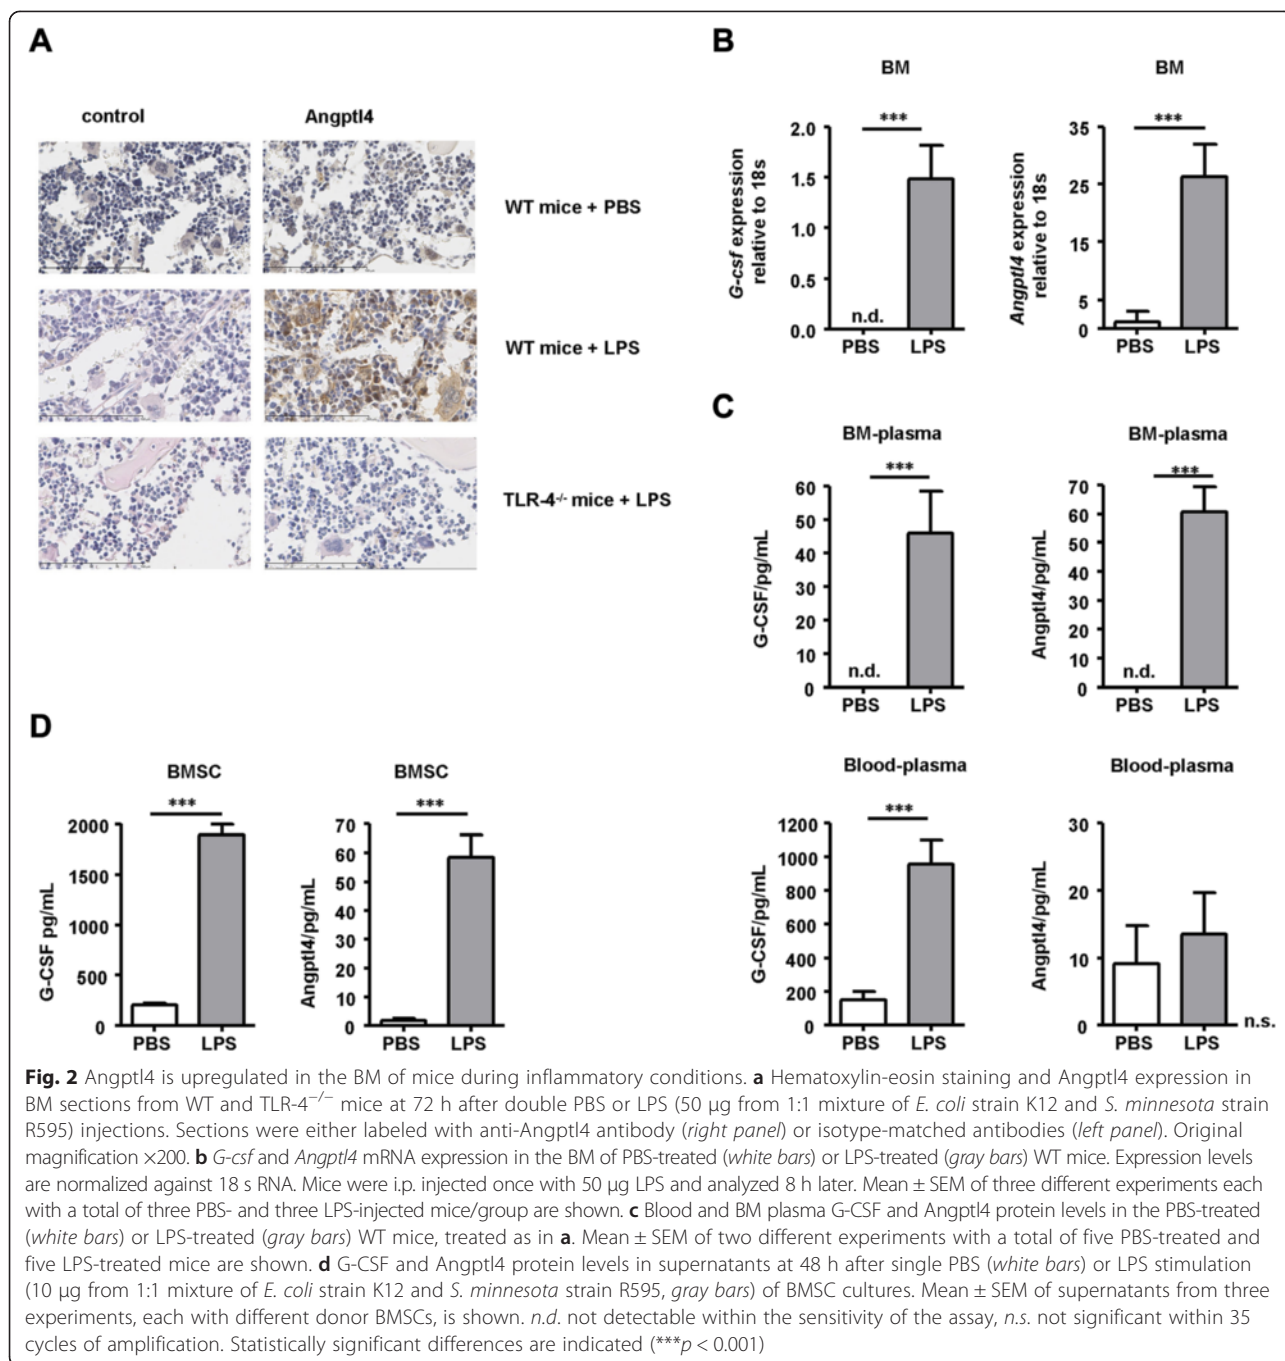 A
control
Angptl4
WT mice + PBS
WT mice + LPS
TLR-4-/- mice + LPS
B
BM
***
G-csf expression
relative to 18s
2.0
1.5
1.0
0.5
0.0
n.d.
PBS
LPS
BM
***
Angptl4 expression
relative to 18s
35
25
15
5
0
PBS
LPS
C
BM-plasma
***
G-CSF/pg/mL
60
50
40
30
20
10
0
n.d.
PBS
LPS
BM-plasma
***
Angptl4/pg/mL
70
60
50
40
30
20
10
0
n.d.
PBS
LPS
Blood-plasma
***
G-CSF/pg/mL
1200
1000
800
600
400
200
0
PBS
LPS
Blood-plasma
Angptl4/pg/mL
30
20
10
0
n.s.
PBS
LPS
D
BMSC
***
G-CSF pg/mL
2000
1500
1000
500
0
PBS
LPS
BMSC
***
Angptl4/pg/mL
70
60
50
40
30
20
10
0
PBS
LPS
Fig. 2 Angptl4 is upregulated in the BM of mice during inflammatory conditions. a Hematoxylin-eosin staining and Angptl4 expression in
BM sections from WT and TLR-4−/− mice at 72 h after double PBS or LPS (50 μg from 1:1 mixture of E. coli strain K12 and S. minnesota strain
R595) injections. Sections were either labeled with anti-Angptl4 antibody (right panel) or isotype-matched antibodies (left panel). Original
magnification ×200. b G-csf and Angptl4 mRNA expression in the BM of PBS-treated (white bars) or LPS-treated (gray bars) WT mice. Expression levels
are normalized against 18 s RNA. Mice were i.p. injected once with 50 μg LPS and analyzed 8 h later. Mean ± SEM of three different experiments each
with a total of three PBS- and three LPS-injected mice/group are shown. c Blood and BM plasma G-CSF and Angptl4 protein levels in the PBS-treated
(white bars) or LPS-treated (gray bars) WT mice, treated as in a. Mean ± SEM of two different experiments with a total of five PBS-treated and
five LPS-treated mice are shown. d G-CSF and Angptl4 protein levels in supernatants at 48 h after single PBS (white bars) or LPS stimulation
(10 μg from 1:1 mixture of E. coli strain K12 and S. minnesota strain R595, gray bars) of BMSC cultures. Mean ± SEM of supernatants from three
experiments, each with different donor BMSCs, is shown. n.d. not detectable within the sensitivity of the assay, n.s. not significant within 35
cycles of amplification. Statistically significant differences are indicated (***p < 0.001)